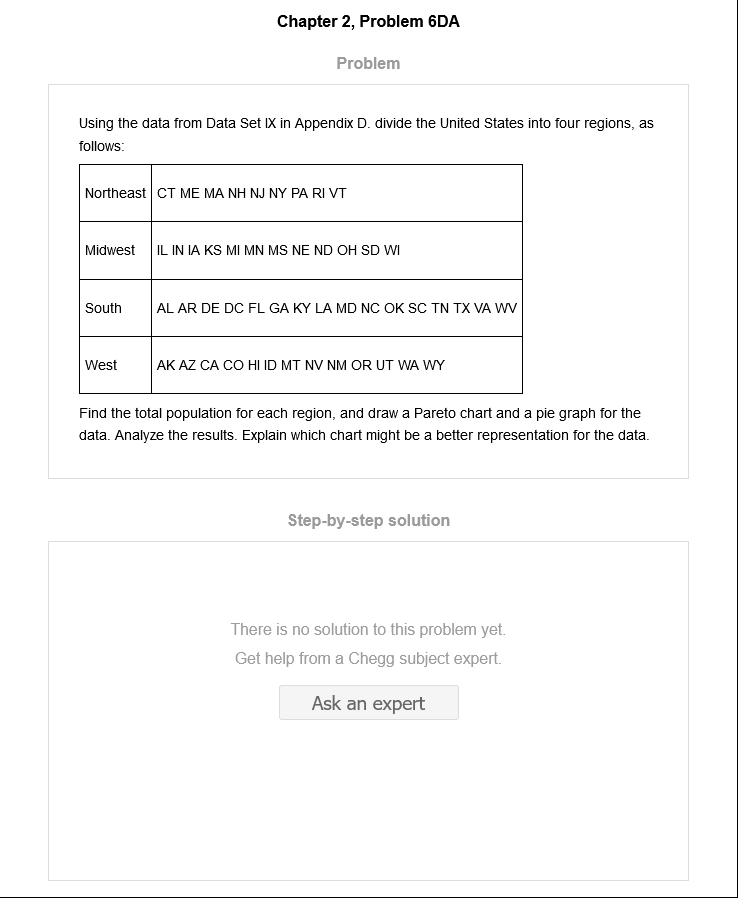 Chapter 2, Problem 6DA
Problem
Using the data from Data Set IX in Appendix D. divide the United States into four regions, as
follows:
Northeast CT ME MA NH NJ NY PA RI VT
Midwest IL IN IA KS MI MN MS NE ND OH SD WI
South AL AR DE DC FL GA KY LA MD NC OK SC TN TX VA WV
West AK AZ CA CO HI ID MT NV NM OR UT WA WY
Find the total population for each region, and draw a Pareto chart and a pie graph for the
data. Analyze the results. Explain which chart might be a better representation for the data.
Step-by-step solution
There is no solution to this problem yet.
Get help from a Chegg subject expert.
Ask an expert